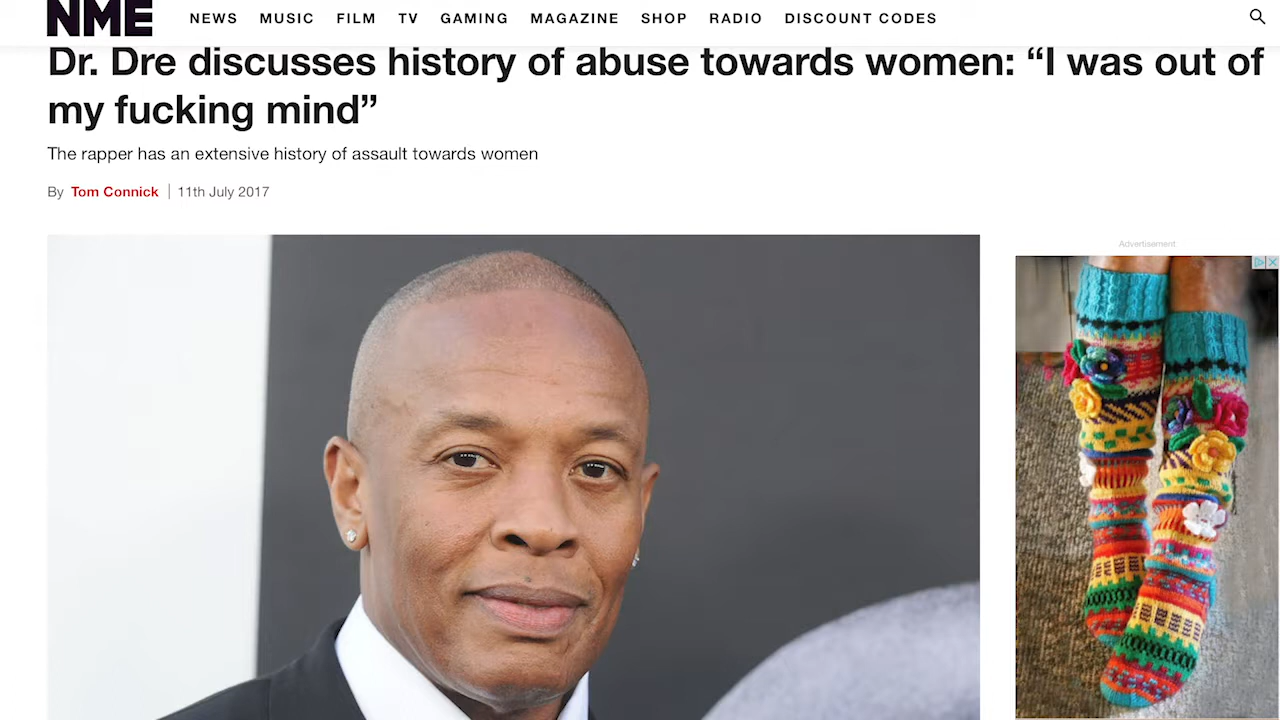 NME
NEWS MUSIC FILM TV GAMING MAGAZINE SHOP RADIO DISCOUNT CODES
Dr. Dre discusses history of abuse towards women: “I was out of
my fucking mind”
The rapper has an extensive history of assault towards women
By Tom Connick | 11th July 2017
Advertisement